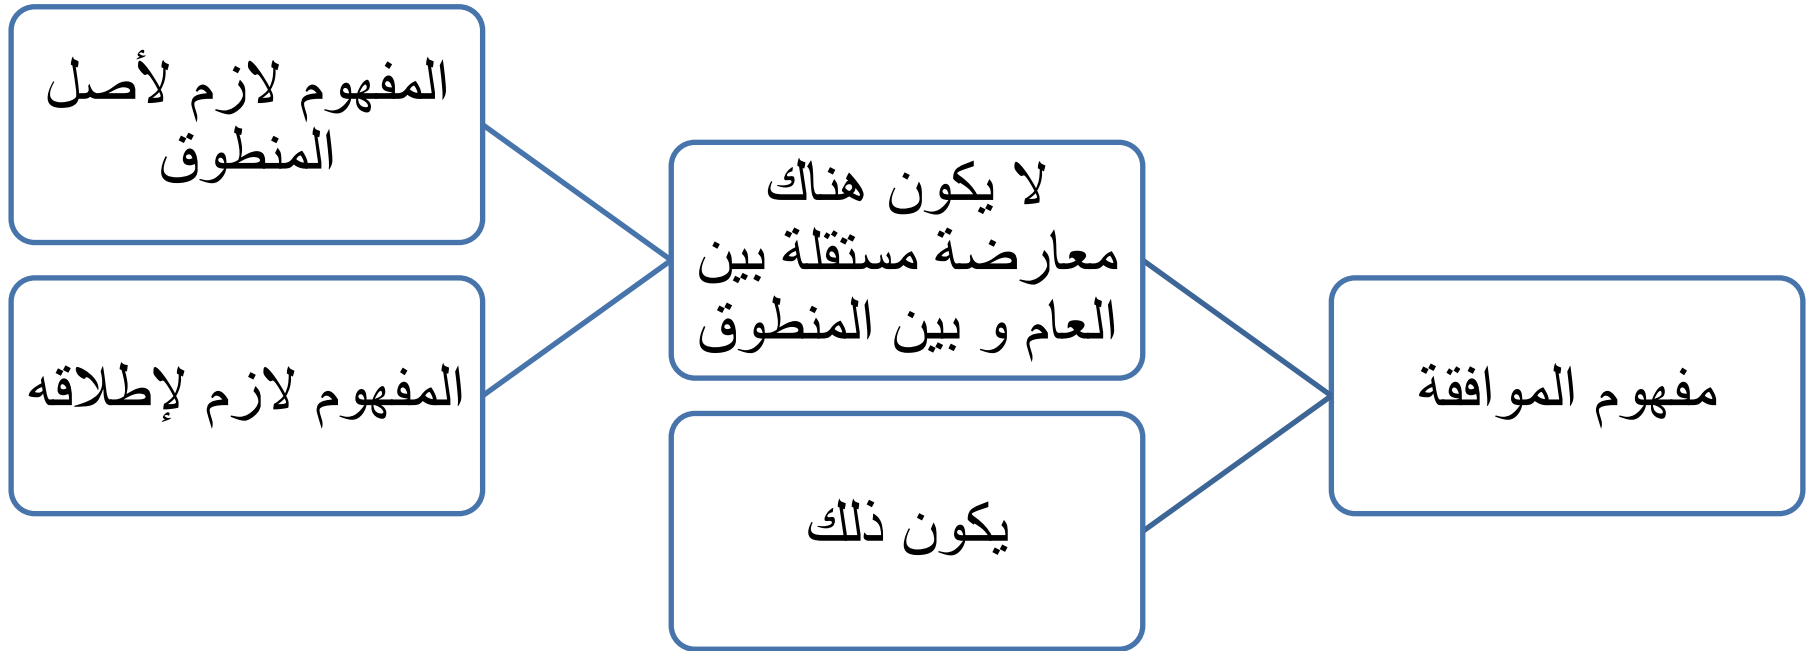 مفهوم الموافقة
لا يكون هناك
معارضة مستقلة بين
العام و بين المنطوق
المفهوم لازم لأصل
المنطوق
المفهوم لازم لإطلاقه
يكون ذلك